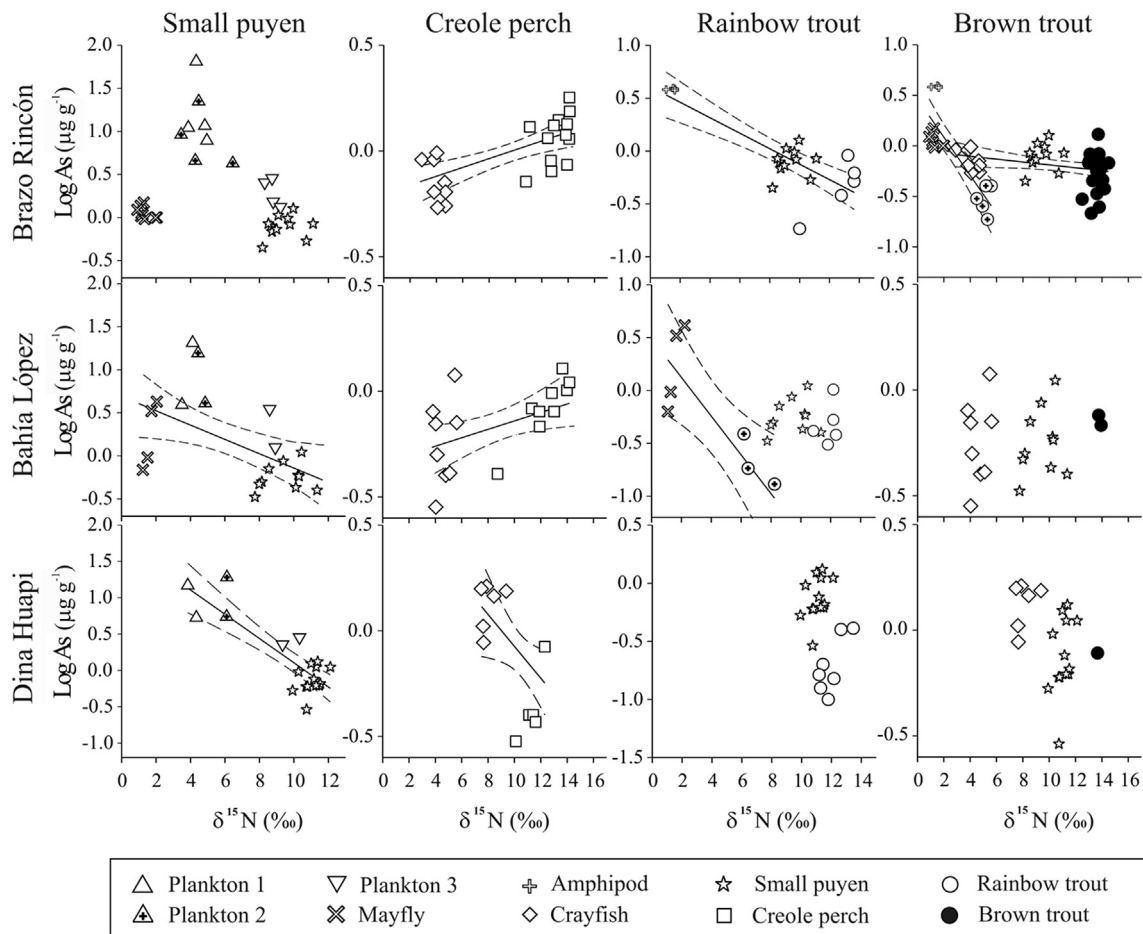 Small puyen Creole perch Rainbow trout Brown trout
Brazo Rincón
Log As (µg g⁻¹)
2.0 1.5 1.0 0.5 0.0 -0.5
0.5 0.0 -0.5
1.0 0.5 0.0 -0.5 -1.0
1.0 0.5 0.0 -0.5 -1.0
Bahía López
Log As (µg g⁻¹)
2.0 1.5 1.0 0.5 0.0 -0.5
0.5 0.0 -0.5
1.0 0.5 0.0 -0.5 -1.0
0.5 0.0 -0.5
Dina Huapi
Log As (µg g⁻¹)
2.0 1.5 1.0 0.5 0.0 -0.5 -1.0
0.5 0.0 -0.5
0.5 0.0 -0.5 -1.0 -1.5
0.5 0.0 -0.5
0 2 4 6 8 10 12 14
0 2 4 6 8 10 12 14 16
0 2 4 6 8 10 12 14
0 2 4 6 8 10 12 14 16
δ¹⁵N (‰) δ¹⁵N (‰) δ¹⁵N (‰) δ¹⁵N (‰)
Plankton 1 Plankton 3 Amphipod Small puyen Rainbow trout
Plankton 2 Mayfly Crayfish Creole perch Brown trout